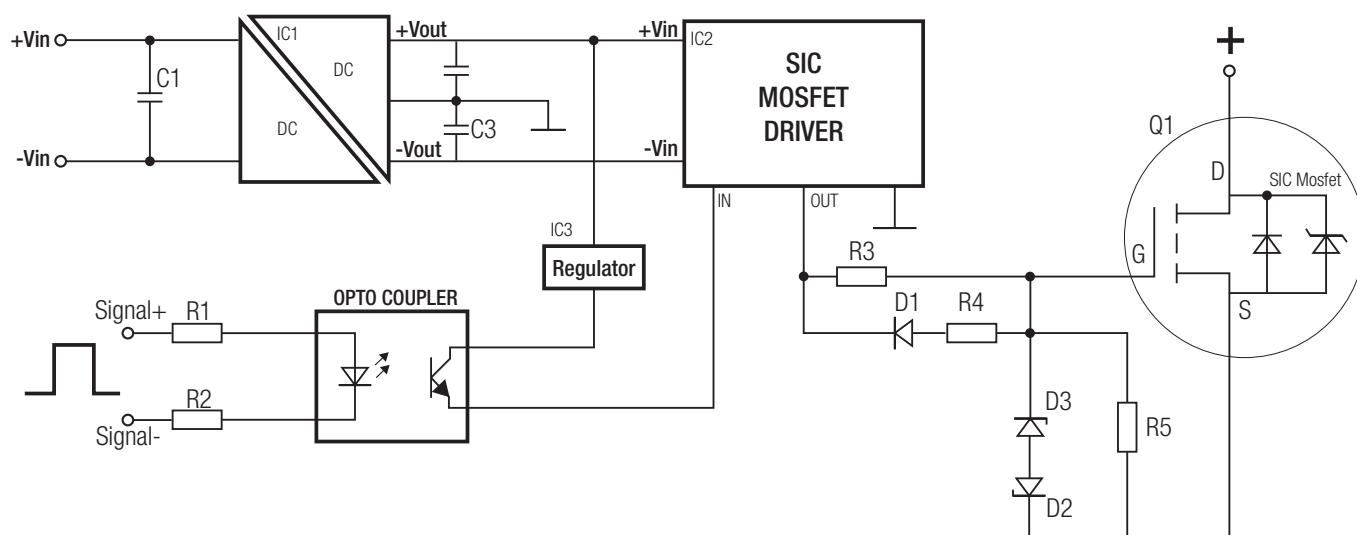 +Vin
-Vin
C1
IC1
DC
DC
+Vout
-Vout
C3
+Vin
-Vin
IC2
SIC
MOSFET
DRIVER
IN
OUT
IC3
Regulator
OPTO COUPLER
Signal+
R1
R2
Signal-
R3
D1
R4
D3
D2
R5
+
Q1
D
SIC Mosfet
G
S